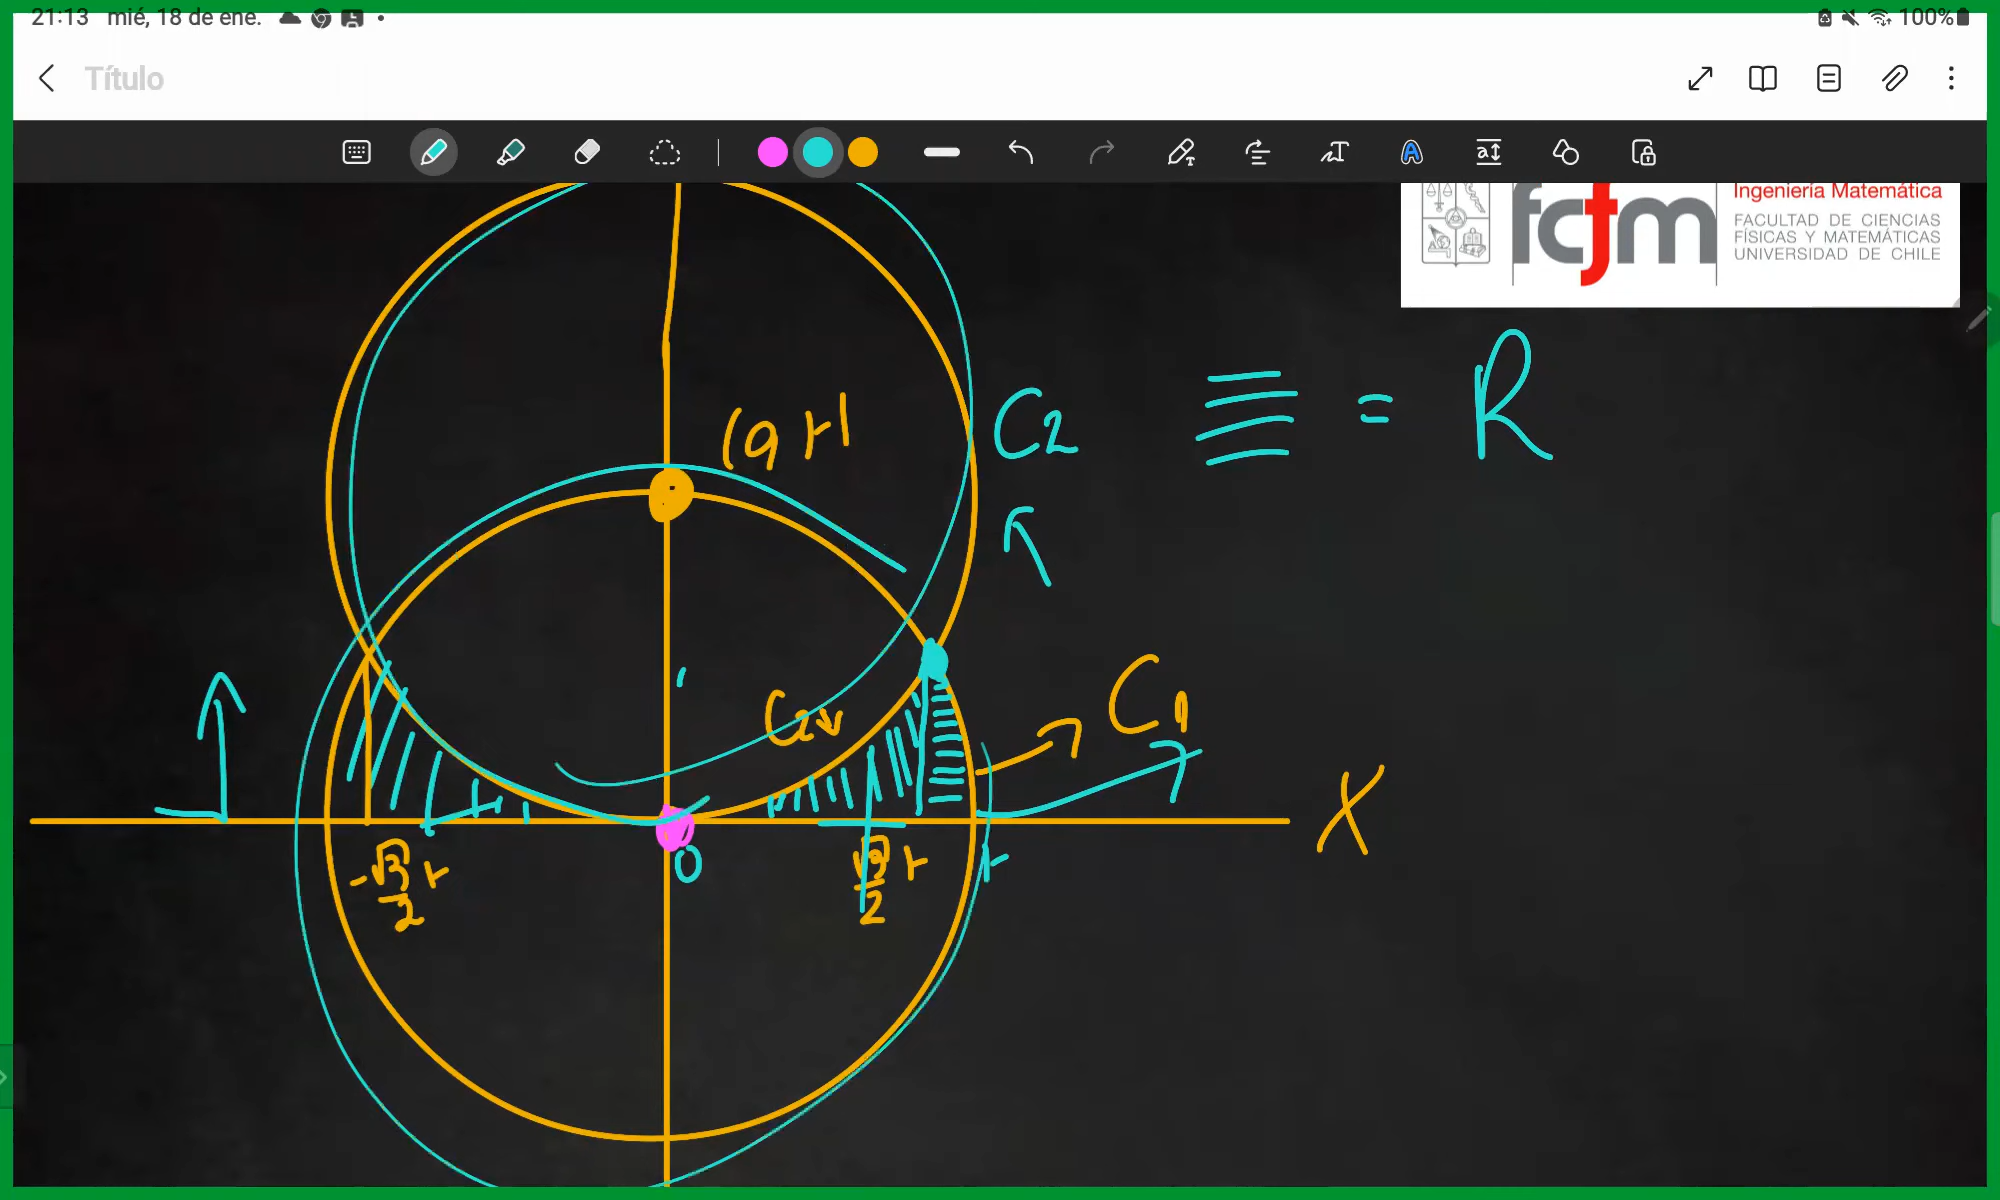 21:13 mié, 18 de ene. 100%
Título
Ingeniería Matemática
fcfm
FACULTAD DE CIENCIAS
FÍSICAS Y MATEMÁTICAS
UNIVERSIDAD DE CHILE
= R
C2
C1
X
0
r
-√3/2 r
√3/2 r